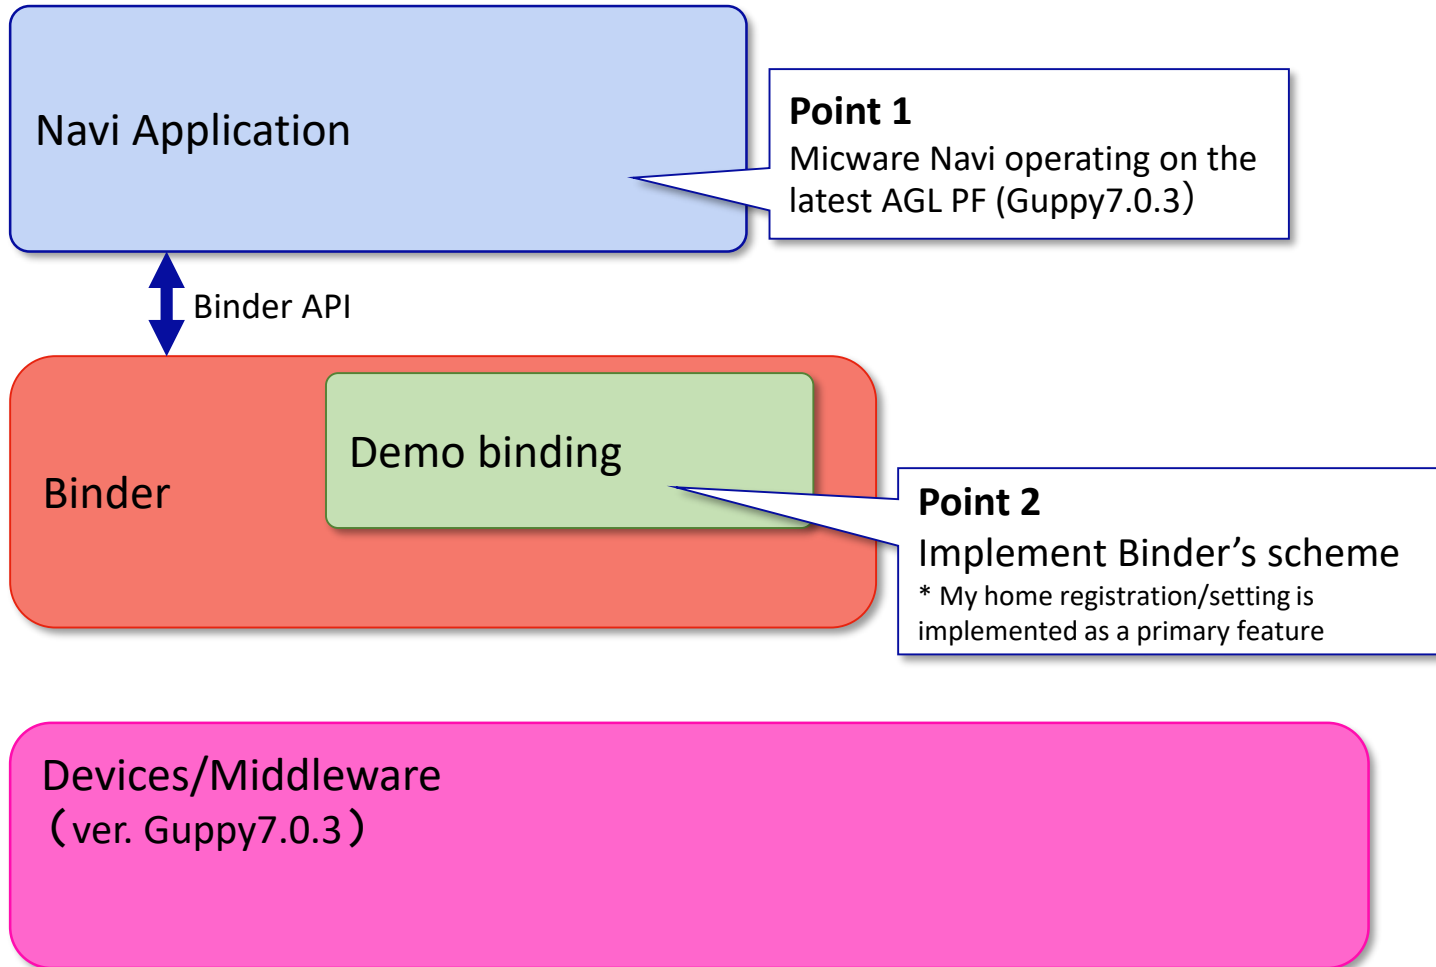 Navi Application
Point 1
Micware Navi operating on the
latest AGL PF (Guppy7.0.3）
Binder API
Demo binding
Binder
Point 2
Implement Binder’s scheme
* My home registration/setting is
implemented as a primary feature
Devices/Middleware
（ver. Guppy7.0.3）